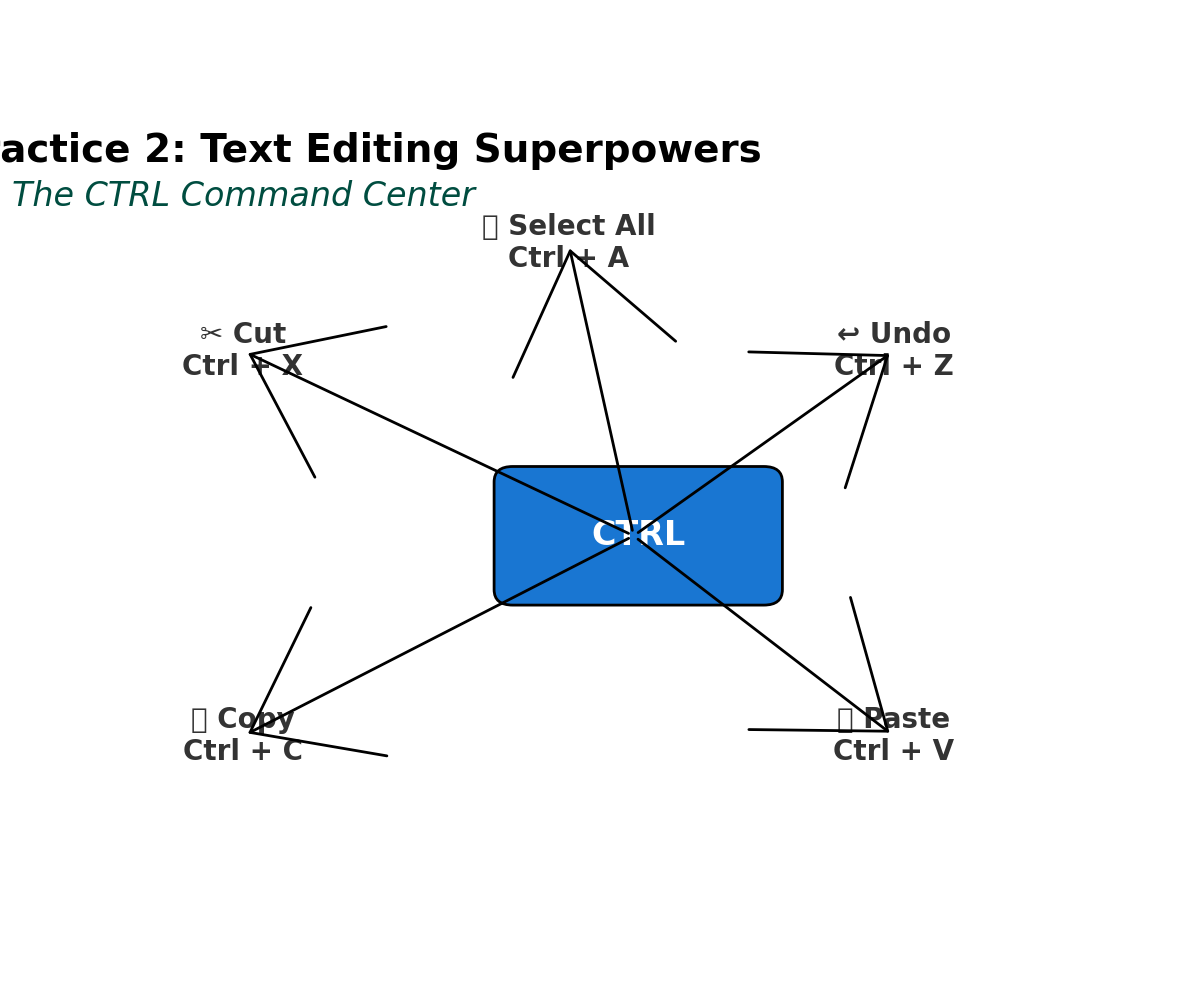 actice 2: Text Editing Superpowers
The CTRL Command Center
Select All
Ctrl + A
✂ Cut
Ctrl + X
↩ Undo
Ctrl + Z
CTRL
Copy
Ctrl + C
Paste
Ctrl + V